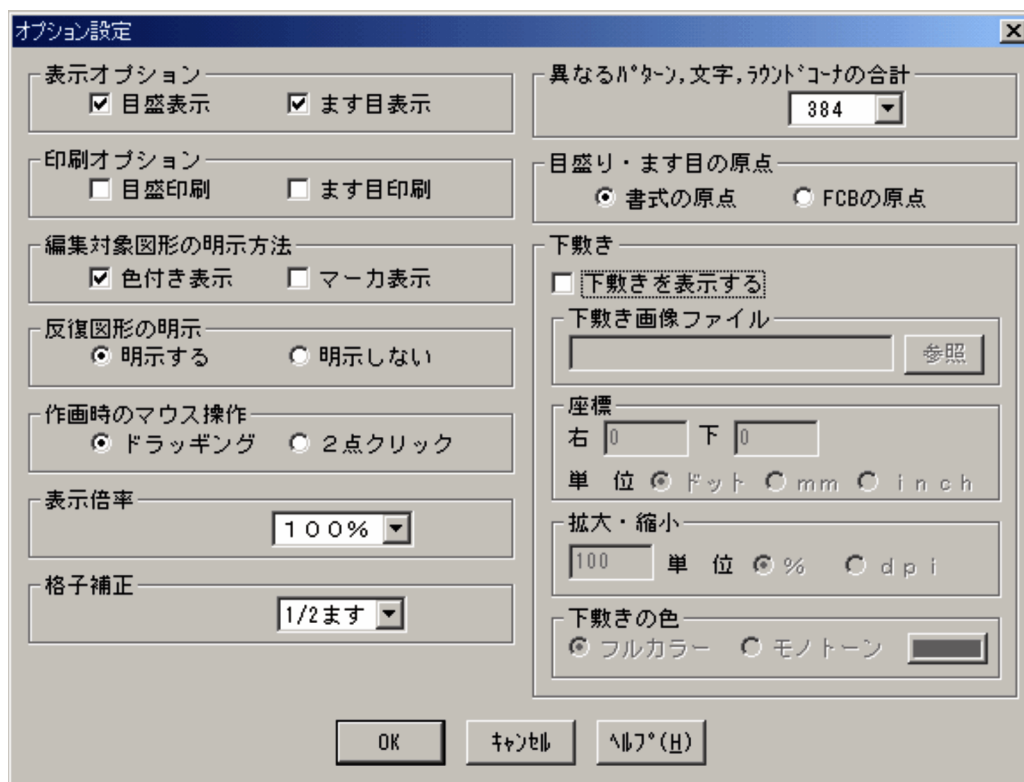 オプション設定
表示オプション
目盛表示 ます目表示
印刷オプション
目盛印刷 ます目印刷
編集対象図形の明示方法
色付き表示 マーカ表示
反復図形の明示
明示する 明示しない
作画時のマウス操作
ドラッギング 2点クリック
表示倍率
100%
格子補正
1/2ます
異なるパターン,文字,ラウンドコーナの合計
384
目盛り・ます目の原点
書式の原点 FCBの原点
下敷き
下敷きを表示する
下敷き画像ファイル
参照
座標
右 0 下 0
単 位 ドット mm inch
拡大・縮小
100 単 位 % dpi
下敷きの色
フルカラー モノトーン
OK キャンセル ヘルプ(H)